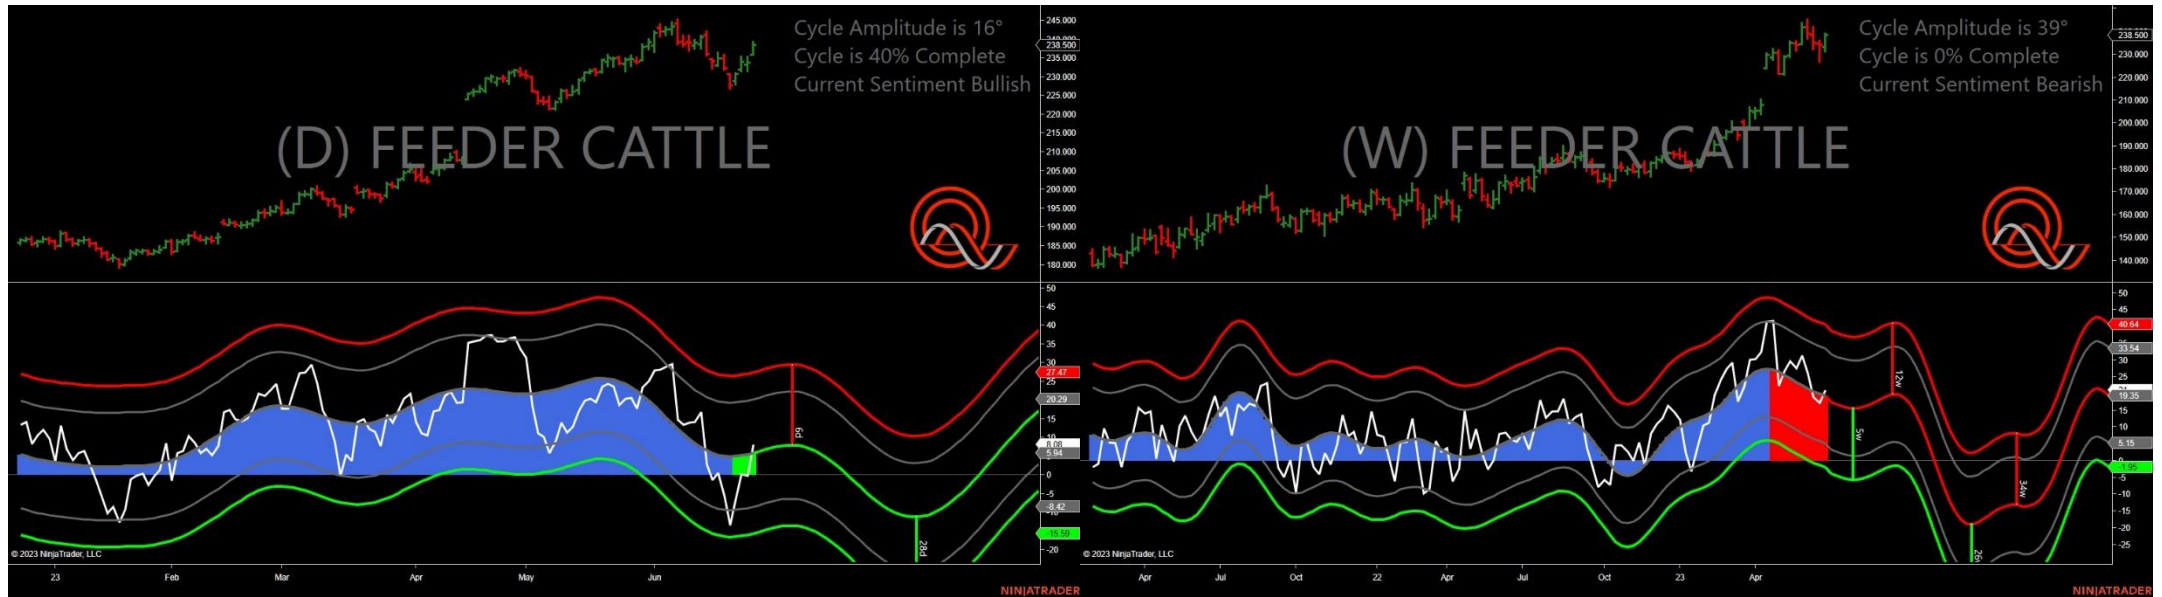 Cycle Amplitude is 16°
Cycle is 40% Complete
Current Sentiment Bullish
(D) FEEDER CATTLE
245.000
238.500
235.000
230.000
225.000
220.000
215.000
210.000
205.000
200.000
195.000
190.000
185.000
180.000
50
45
40
35
30
27.47
25
20.29
15
8.08
5.94
0
-5
-8.42
-15.59
-20
6d
28d
© 2023 NinjaTrader, LLC
23
Feb
Mar
Apr
May
Jun
NINJATRADER
Cycle Amplitude is 39°
Cycle is 0% Complete
Current Sentiment Bearish
(W) FEEDER CATTLE
238.500
230.000
220.000
210.000
200.000
190.000
180.000
170.000
160.000
150.000
140.000
50
45
40.64
33.54
30
25
19.35
15
10
5.15
-1.95
-5
-10
-15
-20
-25
12w
5w
34w
© 2023 NinjaTrader, LLC
Apr
Jul
Oct
22
Apr
Jul
Oct
23
Apr
NINJATRADER